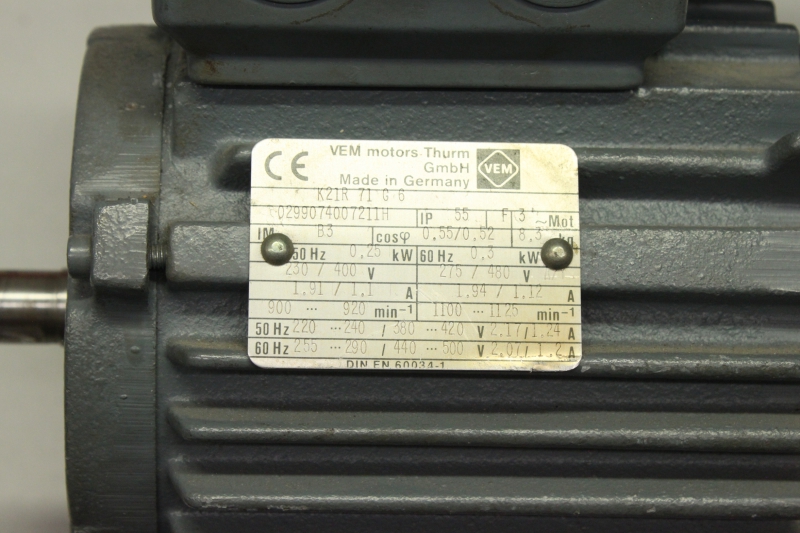 CE VEM motors Thurm
GmbH VEM
Made in Germany
K21R 71 G 6
0299074007211H IP 55 F 3 ~Mot
IM B3 cosφ 0,55/0,52 8,3 kg
50 Hz 0,25 kW 60 Hz 0,3 kW
230 / 400 V 275 / 480 V
1,91 / 1,1 A 1,94 / 1,12 A
900 ... 920 min-1 1100 ... 1125 min-1
50 Hz 220 ... 240 / 380 ... 420 V 2,17/1,24 A
60 Hz 255 ... 290 / 440 ... 500 V 2,07/1,2 A
DIN EN 60034-1